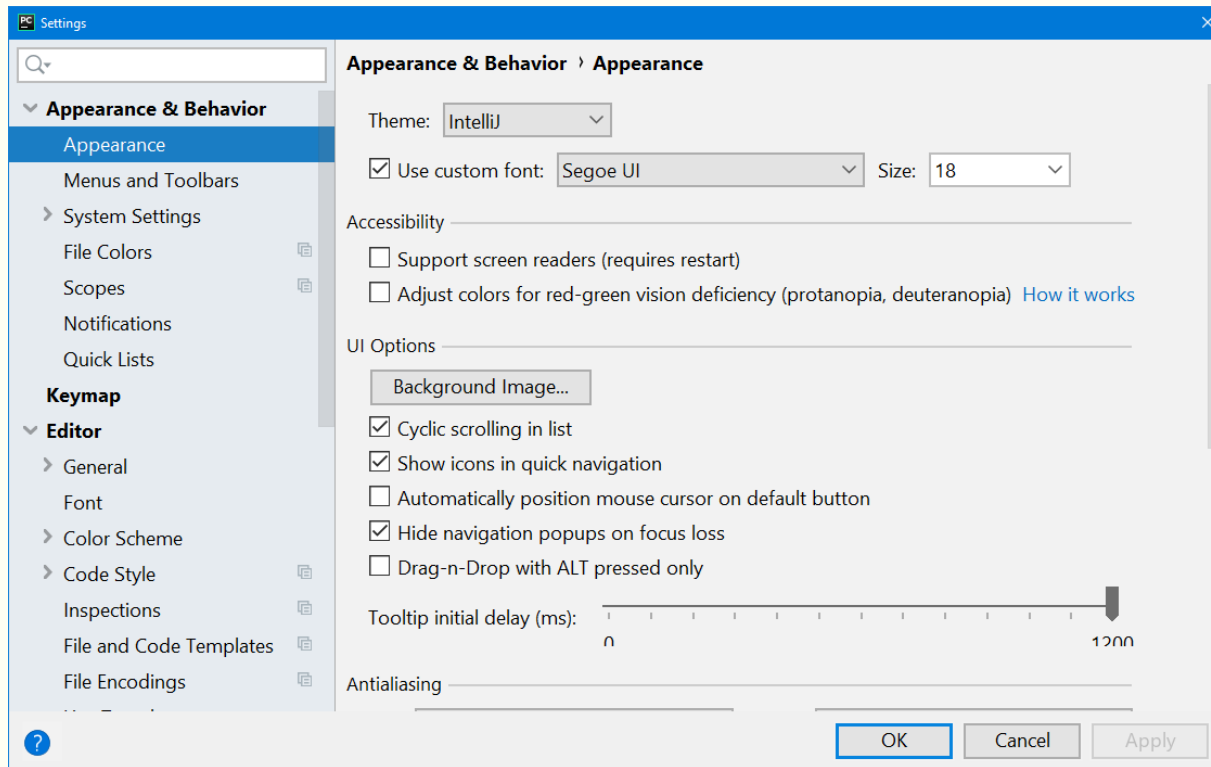 PC Settings
Appearance & Behavior
Appearance
Menus and Toolbars
System Settings
File Colors
Scopes
Notifications
Quick Lists
Keymap
Editor
General
Font
Color Scheme
Code Style
Inspections
File and Code Templates
File Encodings
Appearance & Behavior › Appearance
Theme: IntelliJ
Use custom font: Segoe UI Size: 18
Accessibility
Support screen readers (requires restart)
Adjust colors for red-green vision deficiency (protanopia, deuteranopia) How it works
UI Options
Background Image...
Cyclic scrolling in list
Show icons in quick navigation
Automatically position mouse cursor on default button
Hide navigation popups on focus loss
Drag-n-Drop with ALT pressed only
Tooltip initial delay (ms):
0 1200
Antialiasing
? OK Cancel Apply